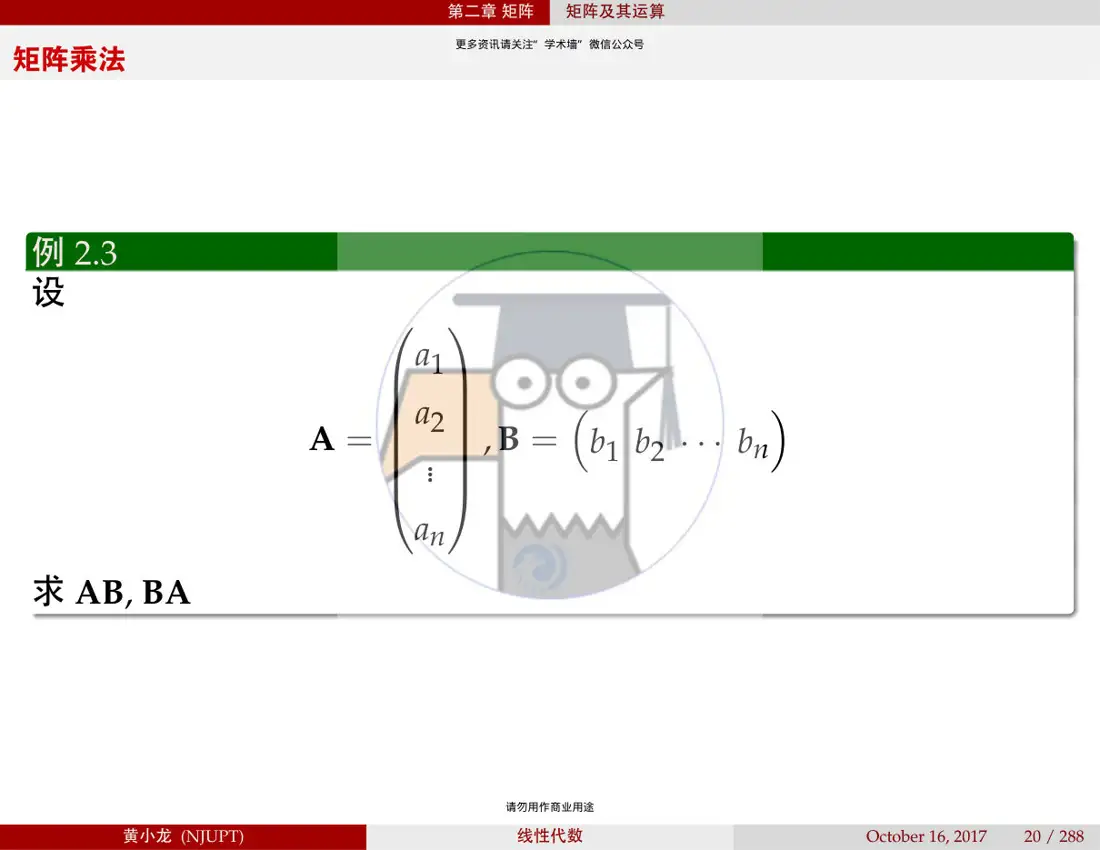 第二章 矩阵 矩阵及其运算
更多资讯请关注“学术墙”微信公众号
矩阵乘法
例 2.3
设
A = (a₁ a₂ ⋮ aₙ), B = (b₁ b₂ ⋯ bₙ)
求 AB, BA
请勿用作商业用途
黄小龙 (NJUPT) 线性代数 October 16, 2017 20 / 288